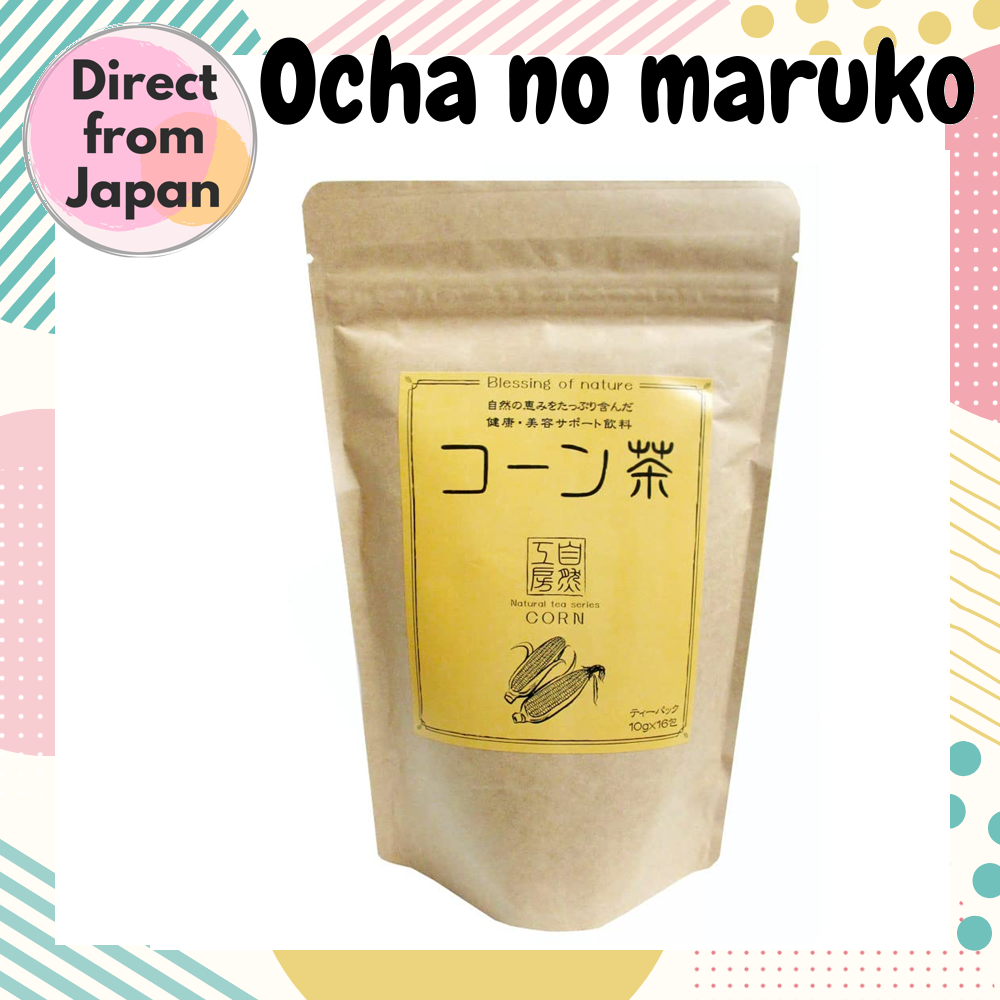 Direct
from
Japan
Ocha no maruko
Blessing of nature
自然の恵みをたっぷり含んだ
健康・美容サポート飲料
コーン茶
自然
工房
Natural tea series
CORN
ティーバック
10g×16包